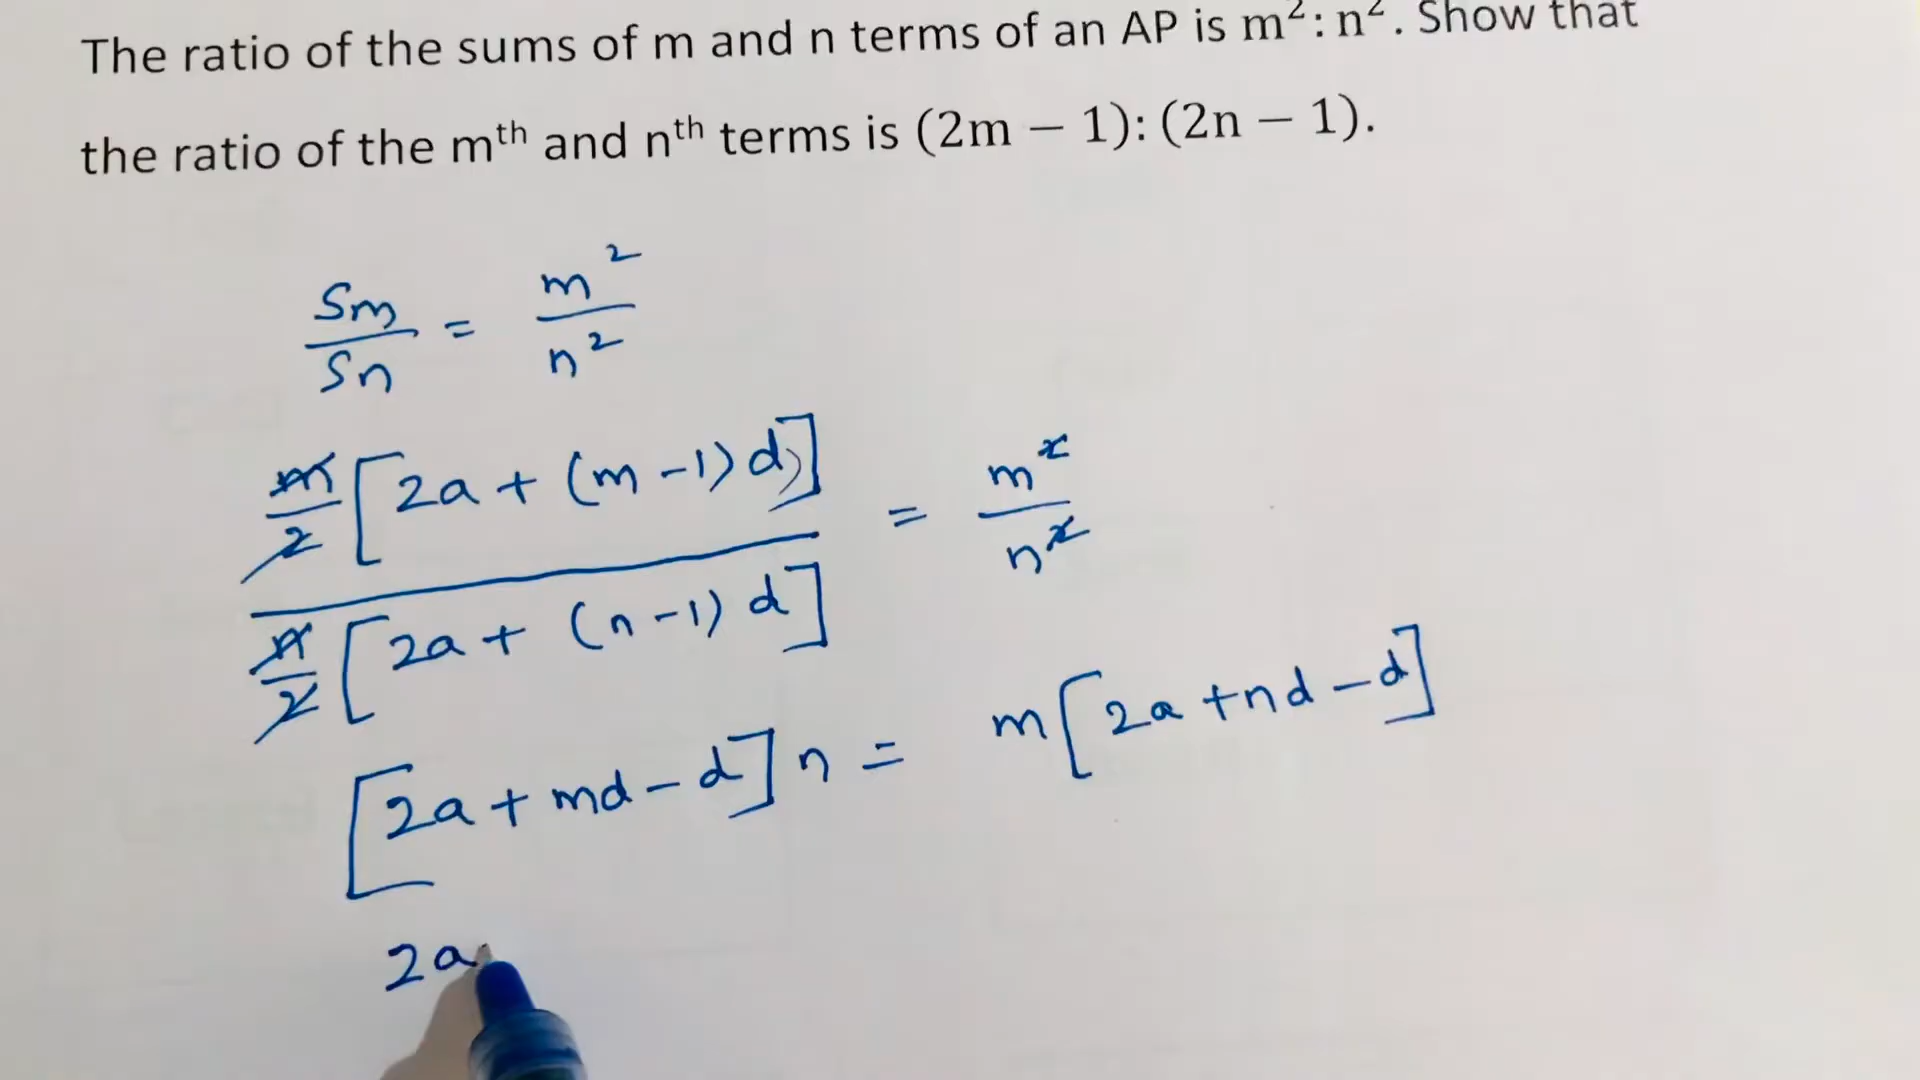 The ratio of the sums of m and n terms of an AP is m² : n². Show that
the ratio of the mᵗʰ and nᵗʰ terms is (2m − 1): (2n − 1).
Sm/Sn = m²/n²
m/2 [2a + (m − 1) d] / n/2 [2a + (n − 1) d] = m²/n²
[2a + md − d] n = m [2a + nd − d]
2a